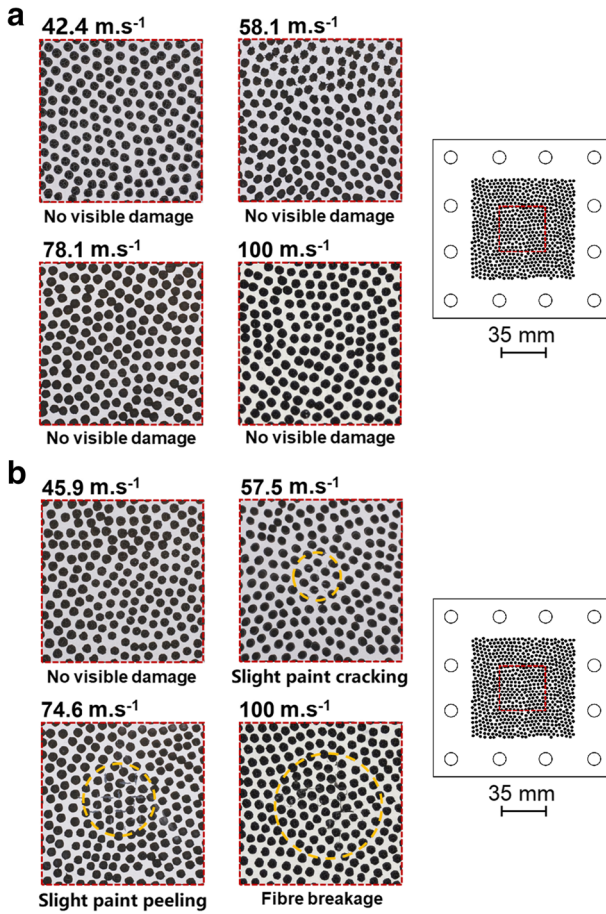 a
42.4 m.s⁻¹
58.1 m.s⁻¹
No visible damage
No visible damage
78.1 m.s⁻¹
100 m.s⁻¹
No visible damage
No visible damage
35 mm
b
45.9 m.s⁻¹
57.5 m.s⁻¹
No visible damage
Slight paint cracking
74.6 m.s⁻¹
100 m.s⁻¹
Slight paint peeling
Fibre breakage
35 mm